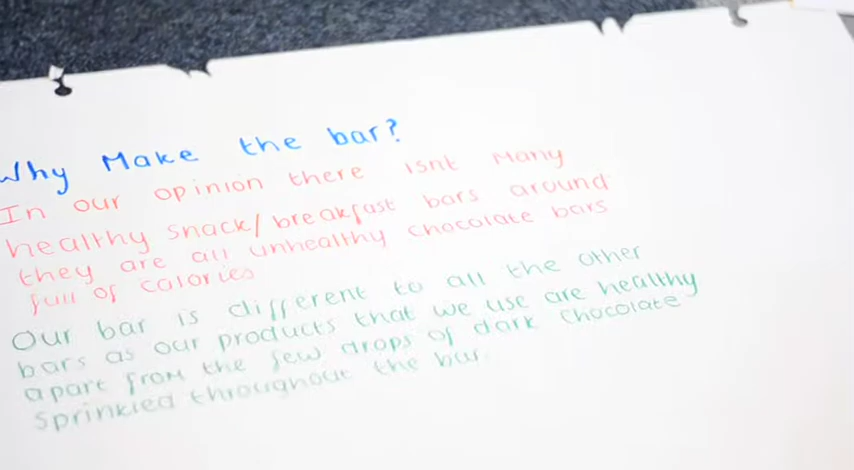 Why Make the bar?
In our opinion there isnt Many
healthy snack/breakfast bars around
they are all unhealthy chocolate bars
full of calories
Our bar is different to all the other
bars as our products that we use are healthy
apart from the few drops of dark chocolate
sprinkled throughout the bar.